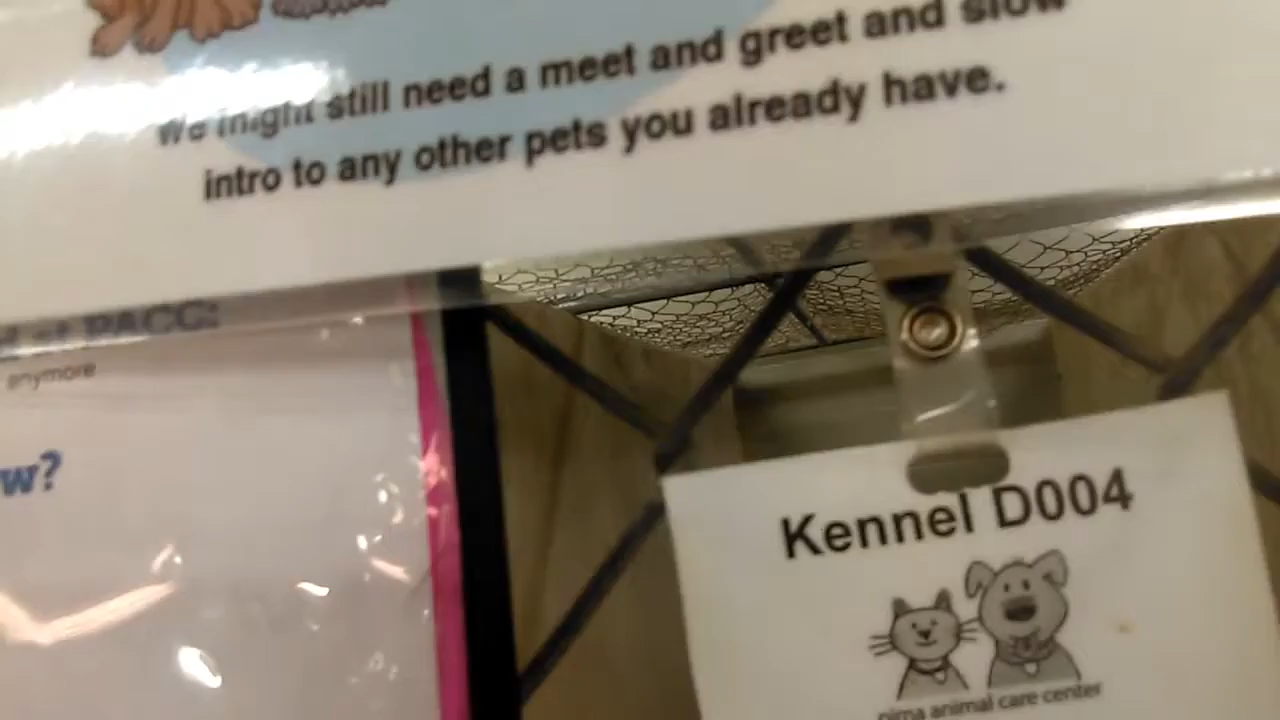 We might still need a meet and greet and slow
intro to any other pets you already have.
at PACC:
anymore
w?
Kennel D004
pima animal care center